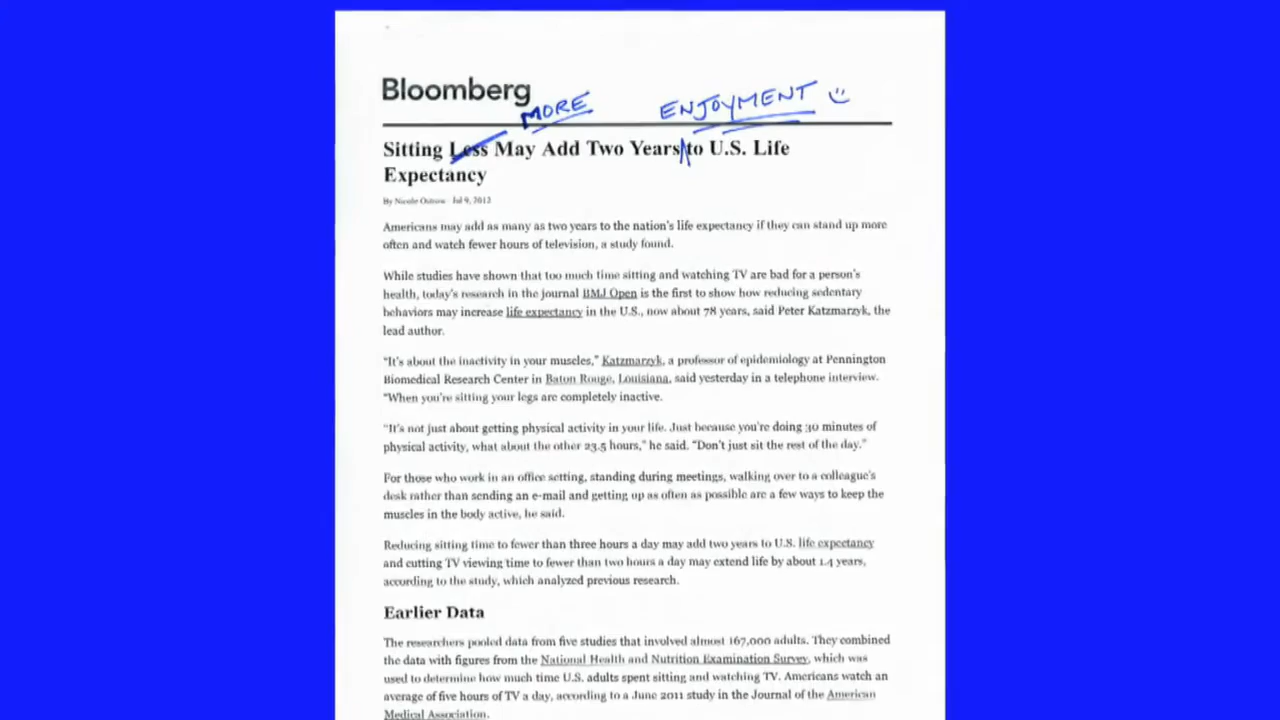 Bloomberg
MORE ENJOYMENT
Sitting Less May Add Two Years to U.S. Life
Expectancy
By Nicole Ostrow Jul 9, 2012
Americans may add as many as two years to the nation's life expectancy if they can stand up more
often and watch fewer hours of television, a study found.
While studies have shown that too much time sitting and watching TV are bad for a person's
health, today's research in the journal BMJ Open is the first to show how reducing sedentary
behaviors may increase life expectancy in the U.S., now about 78 years, said Peter Katzmarzyk, the
lead author.
"It's about the inactivity in your muscles," Katzmarzyk, a professor of epidemiology at Pennington
Biomedical Research Center in Baton Rouge, Louisiana, said yesterday in a telephone interview.
"When you're sitting your legs are completely inactive.
"It's not just about getting physical activity in your life. Just because you're doing 30 minutes of
physical activity, what about the other 23.5 hours," he said. "Don't just sit the rest of the day."
For those who work in an office setting, standing during meetings, walking over to a colleague's
desk rather than sending an e-mail and getting up as often as possible are a few ways to keep the
muscles in the body active, he said.
Reducing sitting time to fewer than three hours a day may add two years to U.S. life expectancy
and cutting TV viewing time to fewer than two hours a day may extend life by about 1.4 years,
according to the study, which analyzed previous research.
Earlier Data
The researchers pooled data from five studies that involved almost 167,000 adults. They combined
the data with figures from the National Health and Nutrition Examination Survey, which was
used to determine how much time U.S. adults spent sitting and watching TV. Americans watch an
average of five hours of TV a day, according to a June 2011 study in the Journal of the American
Medical Association.